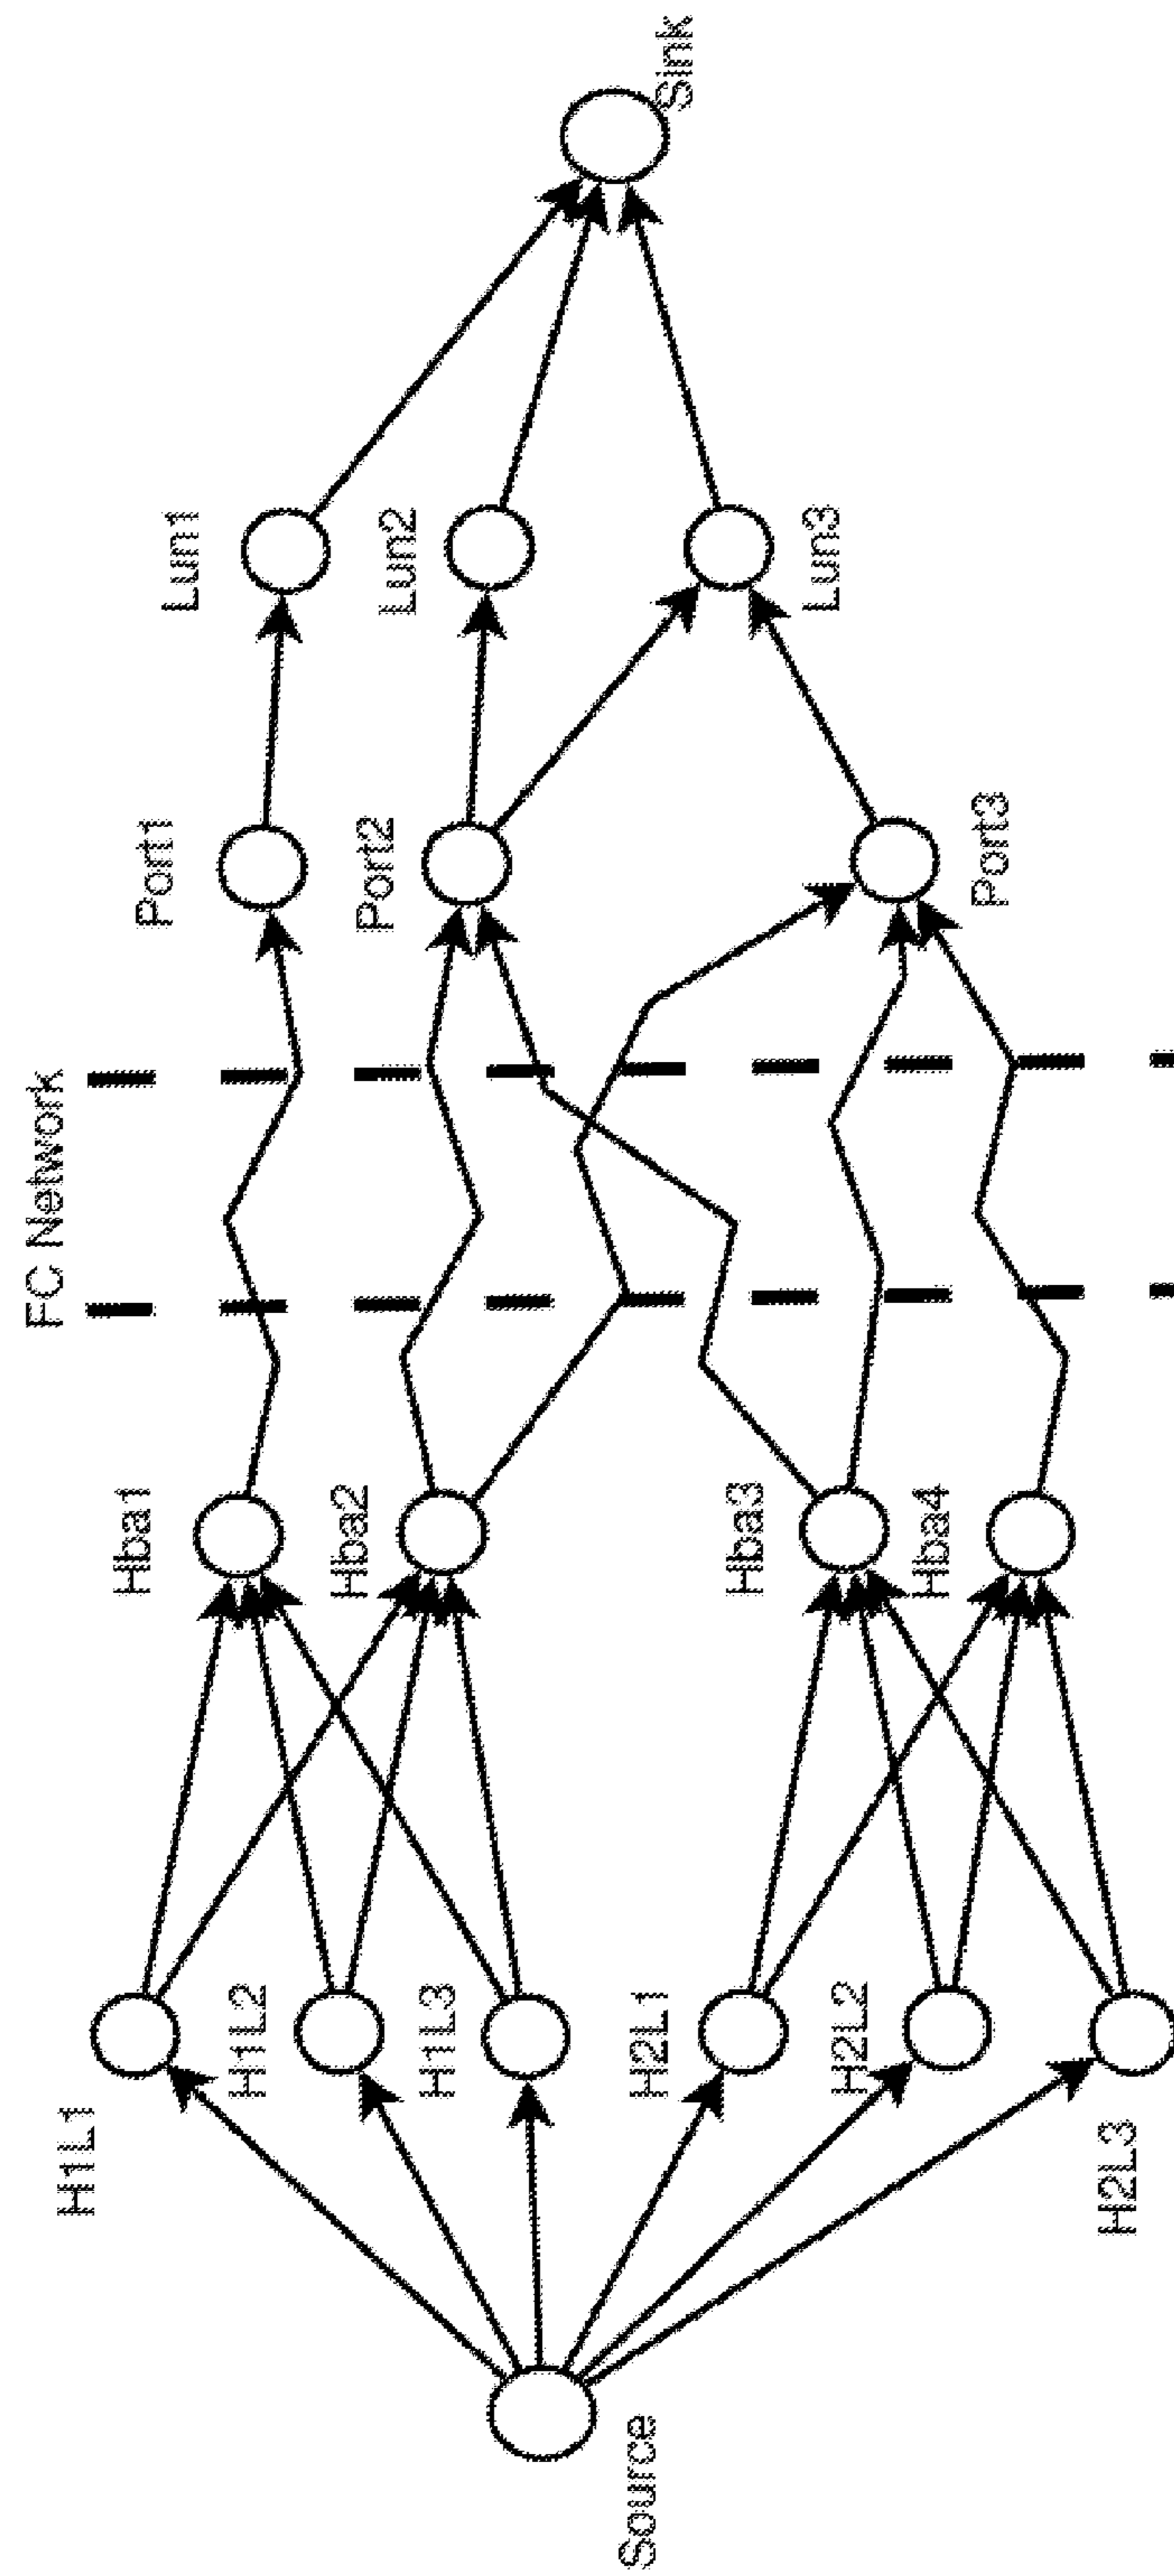 FC Network
Source
H1L1
H1L2
H1L3
H2L1
H2L2
H2L3
Hba1
Hba2
Hba3
Hba4
Port1
Port2
Port3
Lun1
Lun2
Lun3
Sink